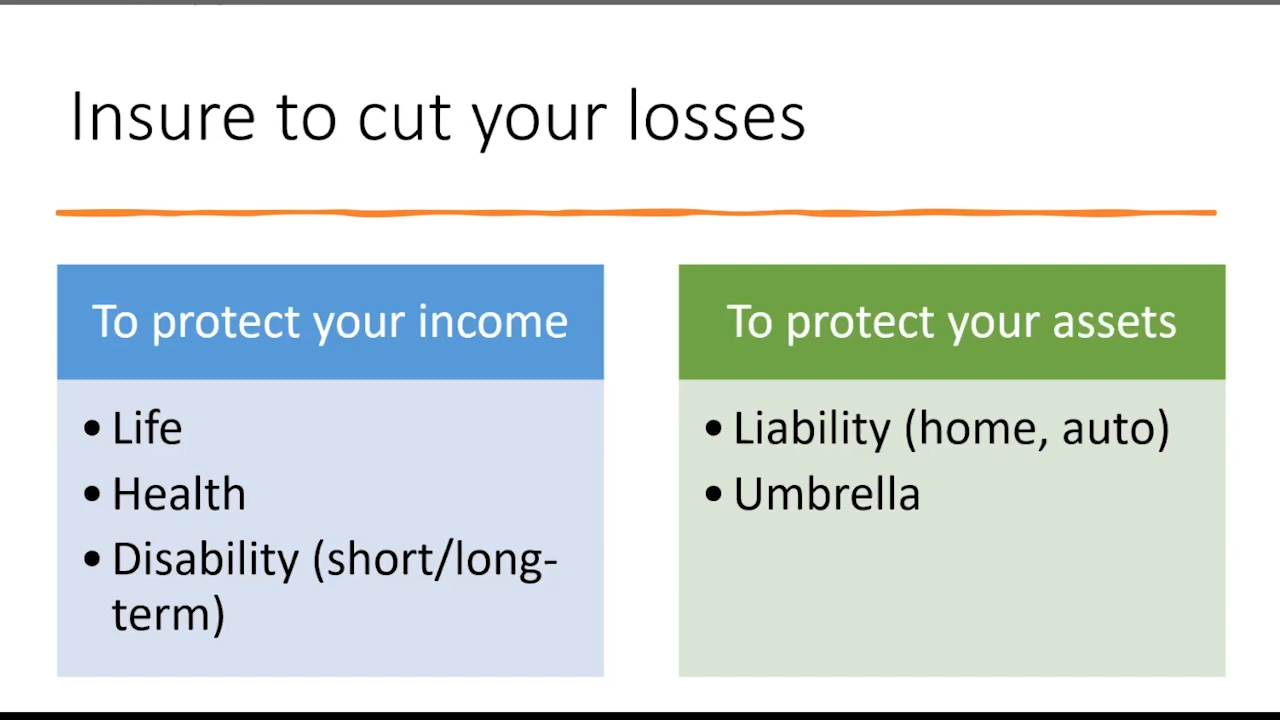 Insure to cut your losses
To protect your income
• Life
• Health
• Disability (short/long-
term)
To protect your assets
• Liability (home, auto)
• Umbrella